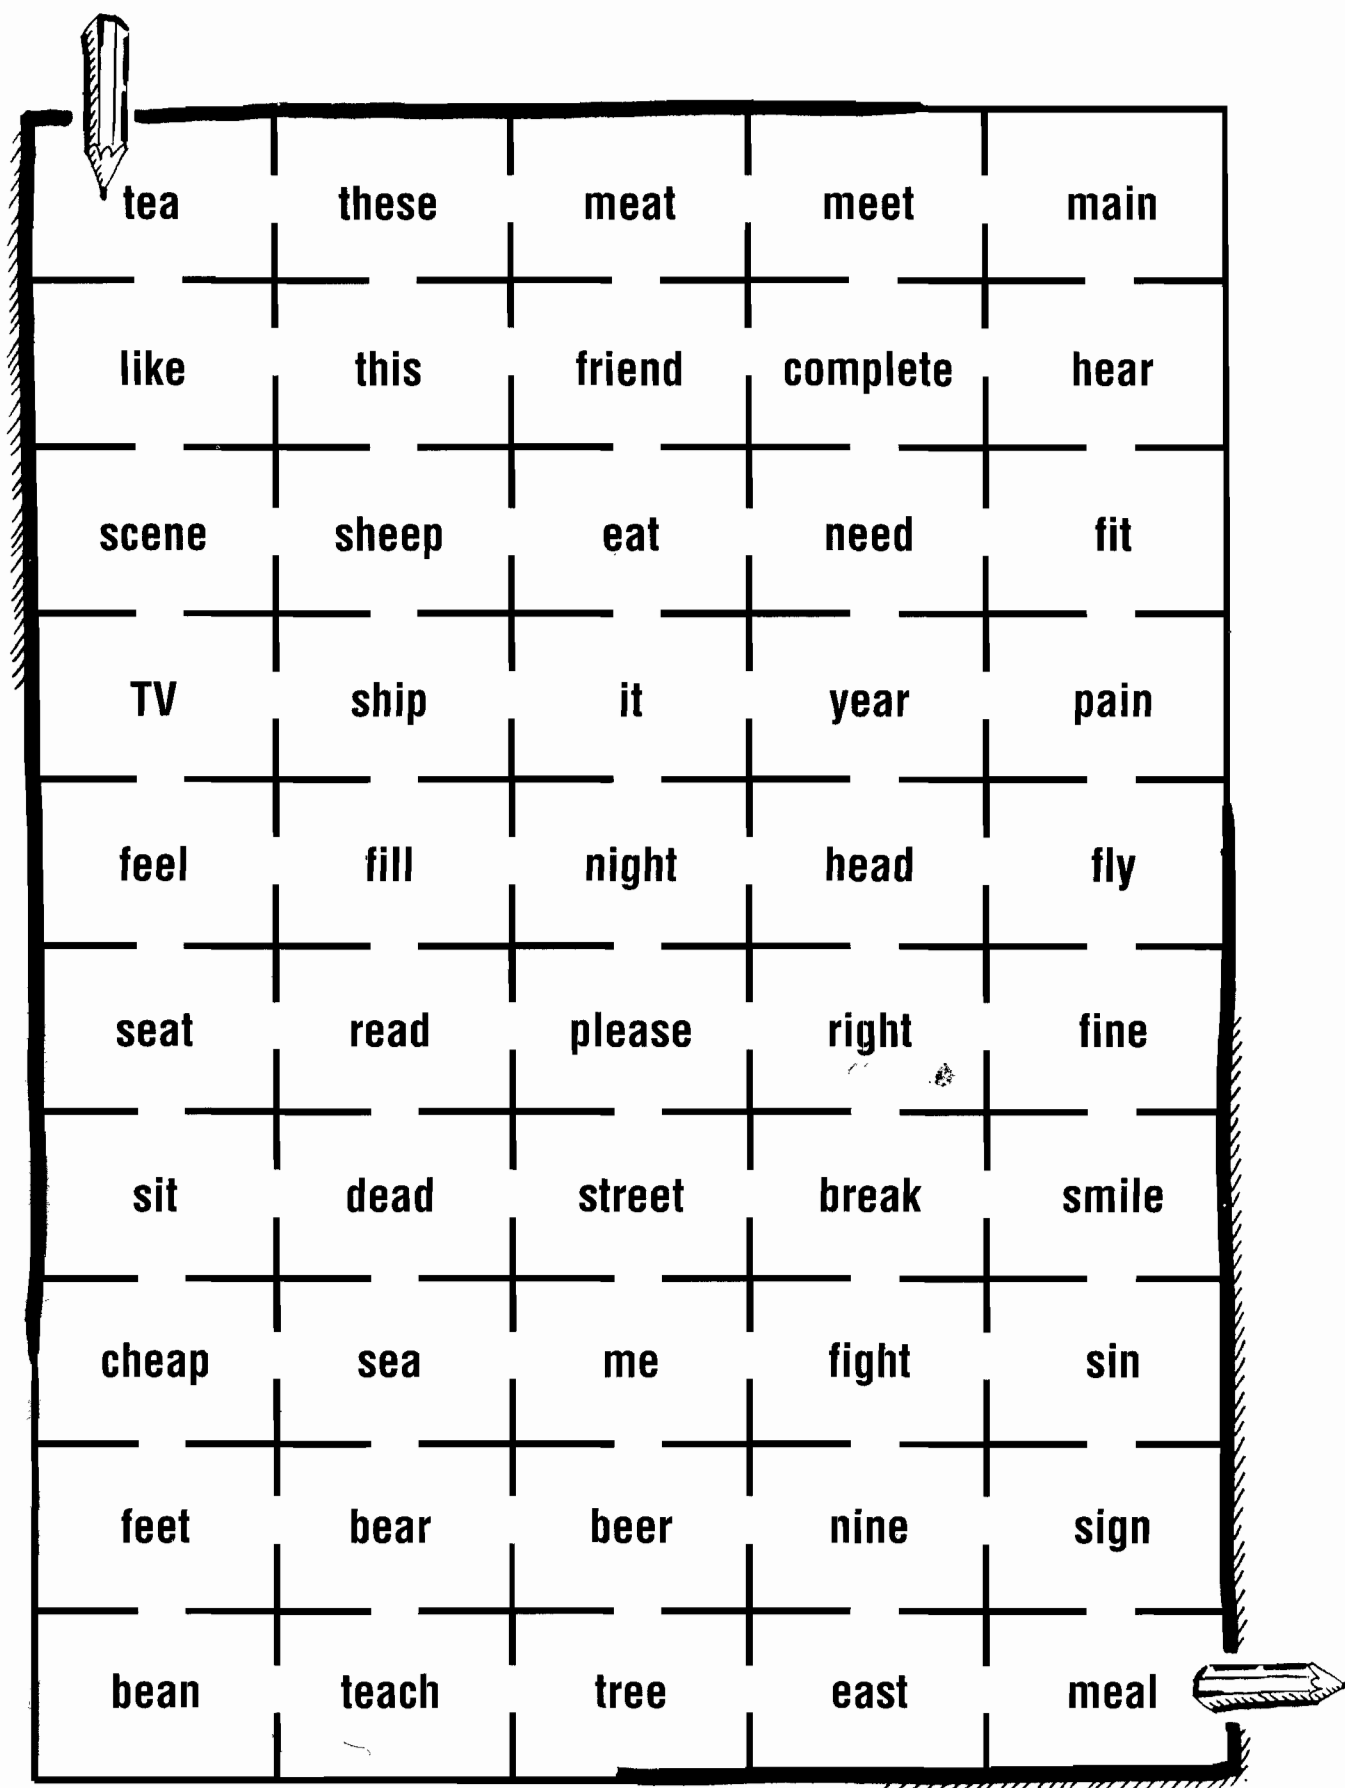 tea these meat meet main
like this friend complete hear
scene sheep eat need fit
TV ship it year pain
feel fill night head fly
seat read please right fine
sit dead street break smile
cheap sea me fight sin
feet bear beer nine sign
bean teach tree east meal